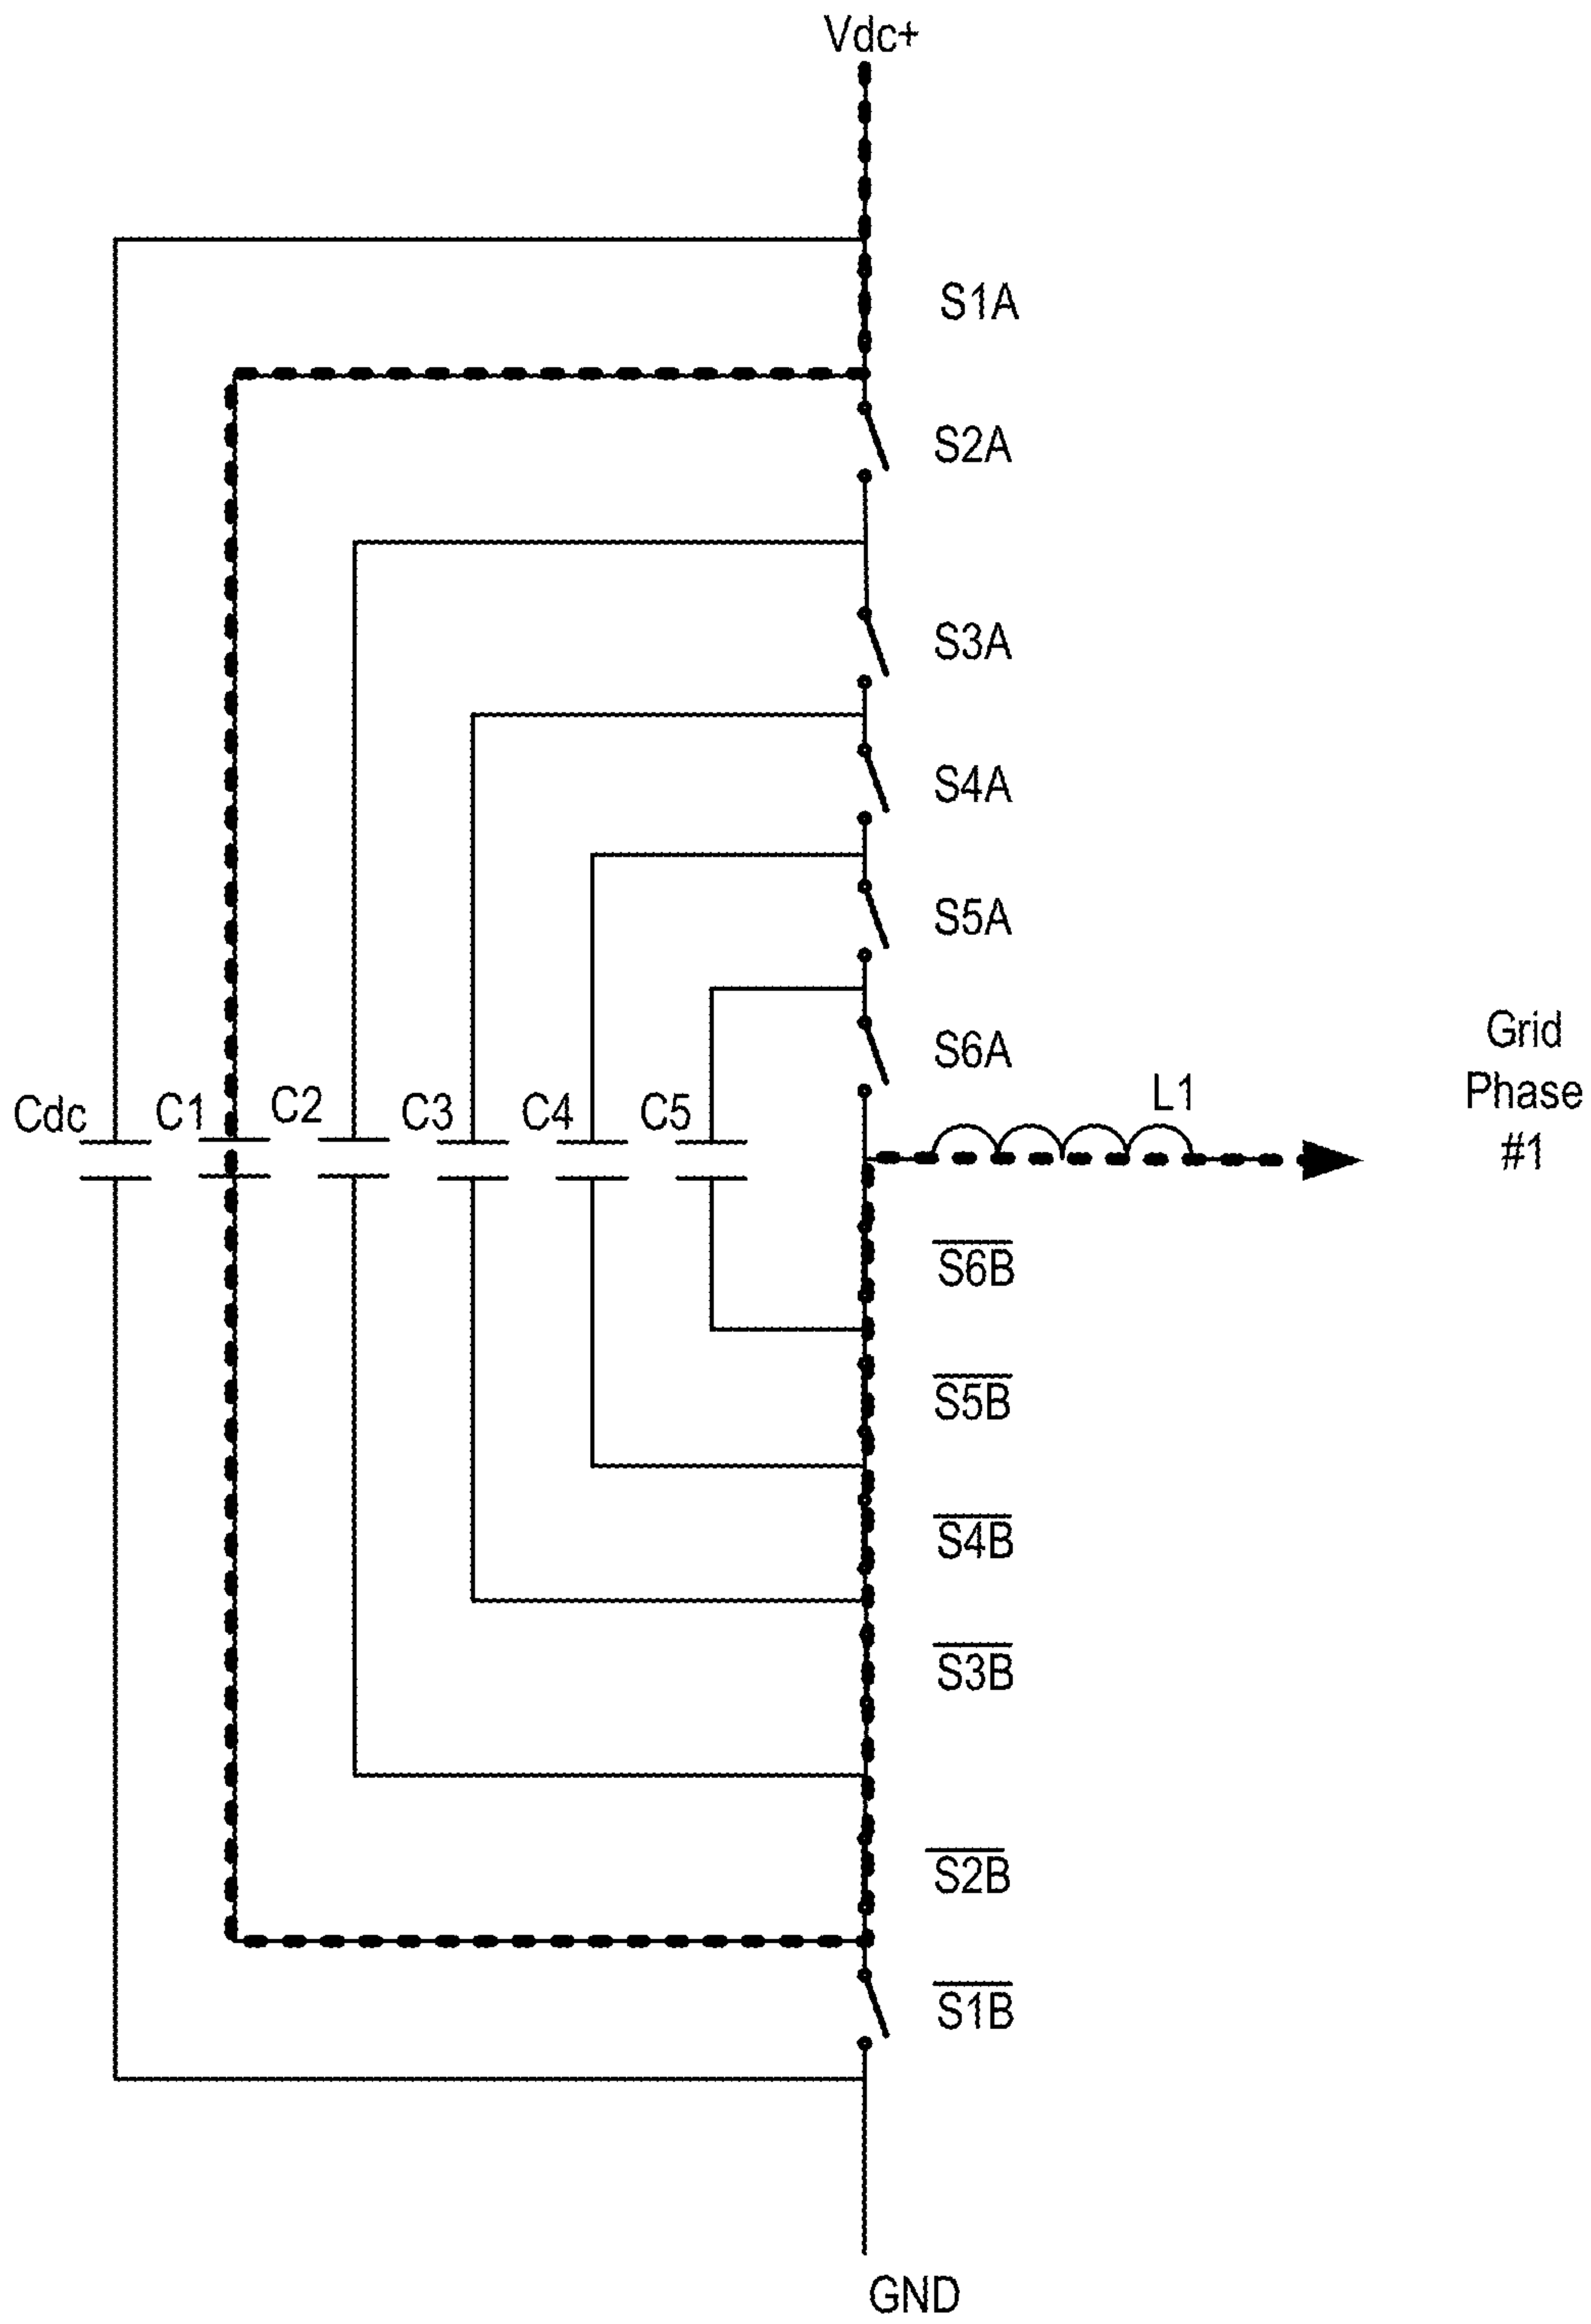 Vdc+
S1A
S2A
S3A
S4A
S5A
S6A
Cdc
C1
C2
C3
C4
C5
L1
Grid
Phase
#1
S6B
S5B
S4B
S3B
S2B
S1B
GND